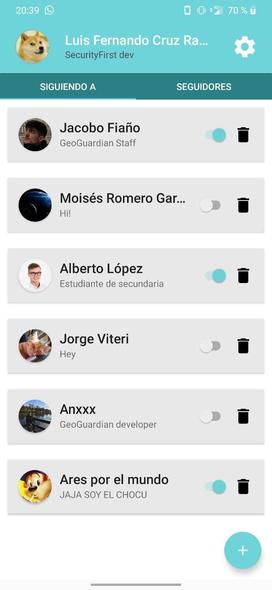 20:39 70 %
Luis Fernando Cruz Ra...
SecurityFirst dev
SIGUIENDO A SEGUIDORES
Jacobo Fiaño
GeoGuardian Staff
Moisés Romero Gar...
Hi!
Alberto López
Estudiante de secundaria
Jorge Viteri
Hey
Anxxx
GeoGuardian developer
Ares por el mundo
JAJA SOY EL CHOCU
+